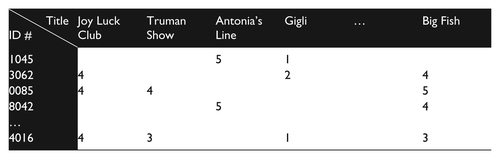 Title Joy Luck Club Truman Show Antonia's Line Gigli … Big Fish
ID #
1045 5 1
3062 4 2 4
0085 4 4 5
8042 5 4
…
4016 4 3 1 3